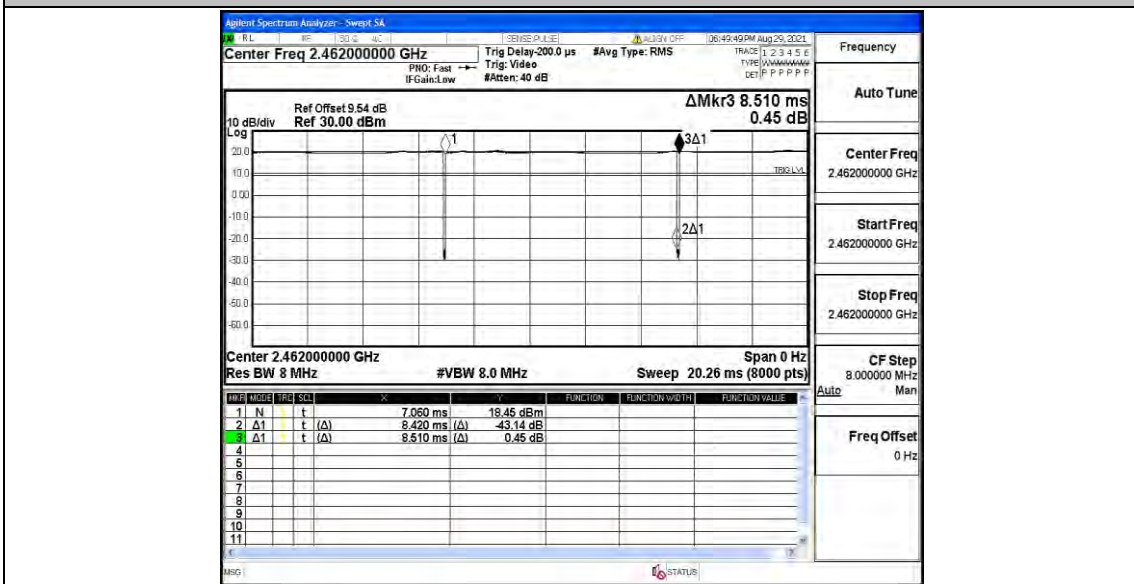 Agilent Spectrum Analyzer - Swept SA
RL RF 50 Ω AC SENSE:PULSE ALIGN OFF 06:49:49 PM Aug 29, 2021
Center Freq 2.462000000 GHz
PNO: Fast
IFGain:Low
Trig Delay-200.0 µs
Trig: Video
#Atten: 40 dB
#Avg Type: RMS
TRACE 1 2 3 4 5 6
TYPE
DET P P P P P P
Ref Offset 9.54 dB
Ref 30.00 dBm
10 dB/div
Log
ΔMkr3 8.510 ms
0.45 dB
1
3Δ1
20.0
10.0
TRIG LVL
0.00
-10.0
-20.0
2Δ1
-30.0
-40.0
-50.0
-60.0
Center 2.462000000 GHz Span 0 Hz
Res BW 8 MHz #VBW 8.0 MHz Sweep 20.26 ms (8000 pts)
MKR MODE TRC SCL X Y FUNCTION FUNCTION WIDTH FUNCTION VALUE
1 N 1 t 7.060 ms 18.45 dBm
2 Δ1 1 t (Δ) 8.420 ms (Δ) -43.14 dB
3 Δ1 1 t (Δ) 8.510 ms (Δ) 0.45 dB
4
5
6
7
8
9
10
11
MSG STATUS
Frequency
Auto Tune
Center Freq
2.462000000 GHz
Start Freq
2.462000000 GHz
Stop Freq
2.462000000 GHz
CF Step
8.000000 MHz
Auto Man
Freq Offset
0 Hz